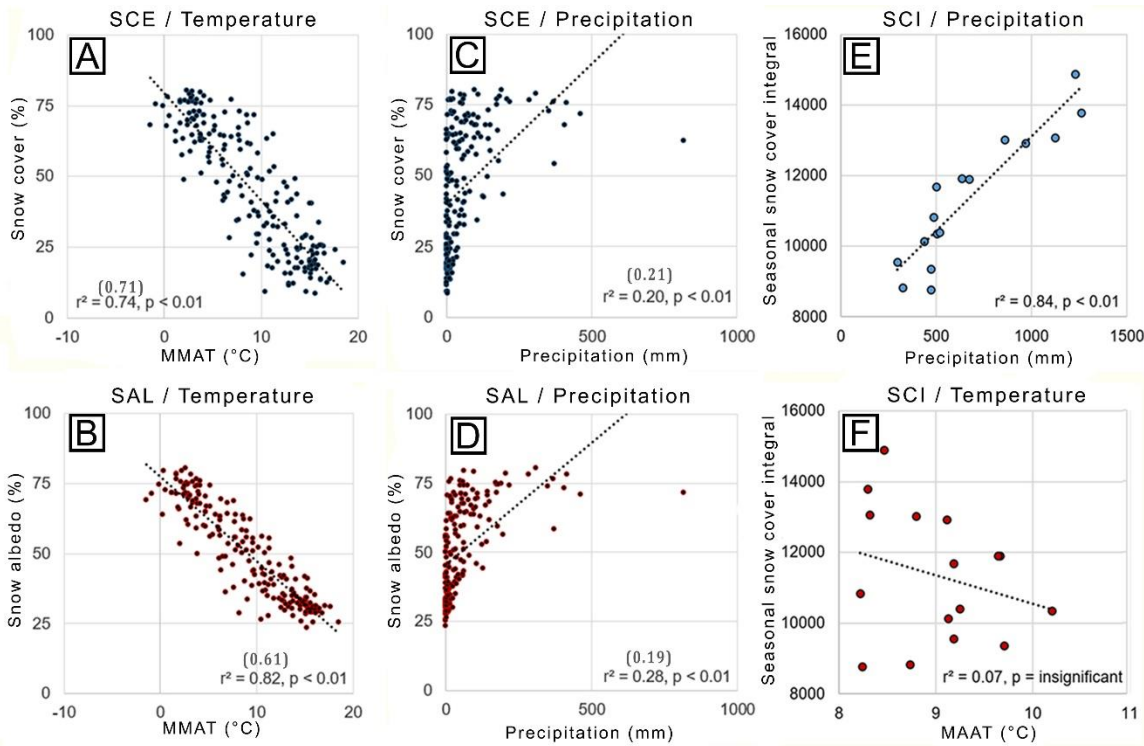 SCE / Temperature
A
100
75
50
25
0
Snow cover (%)
(0.71)
r² = 0.74, p < 0.01
-10
0
10
20
MMAT (°C)
SCE / Precipitation
C
100
75
50
25
0
Snow cover (%)
(0.21)
r² = 0.20, p < 0.01
0
500
1000
Precipitation (mm)
SCI / Precipitation
E
16000
14000
12000
10000
8000
Seasonal snow cover integral
r² = 0.84, p < 0.01
0
500
1000
1500
Precipitation (mm)
SAL / Temperature
B
100
75
50
25
0
Snow albedo (%)
(0.61)
r² = 0.82, p < 0.01
-10
0
10
20
MMAT (°C)
SAL / Precipitation
D
100
75
50
25
0
Snow albedo (%)
(0.19)
r² = 0.28, p < 0.01
0
500
1000
Precipitation (mm)
SCI / Temperature
F
16000
14000
12000
10000
8000
Seasonal snow cover integral
r² = 0.07, p = insignificant
8
9
10
11
MAAT (°C)